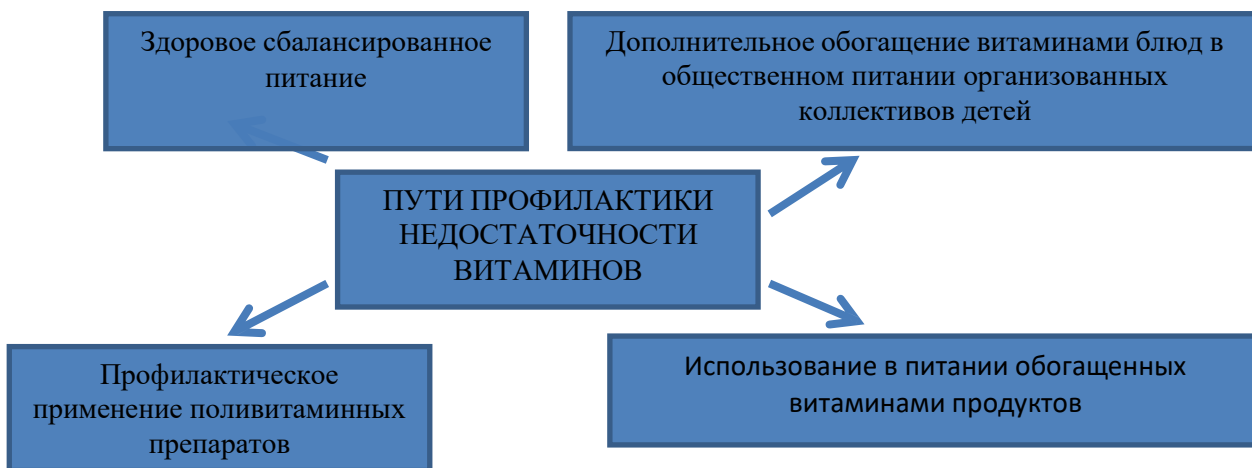 Здоровое сбалансированное
питание
Дополнительное обогащение витаминами блюд в
общественном питании организованных
коллективов детей
ПУТИ ПРОФИЛАКТИКИ
НЕДОСТАТОЧНОСТИ
ВИТАМИНОВ
Профилактическое
применение поливитаминных
препаратов
Использование в питании обогащенных
витаминами продуктов